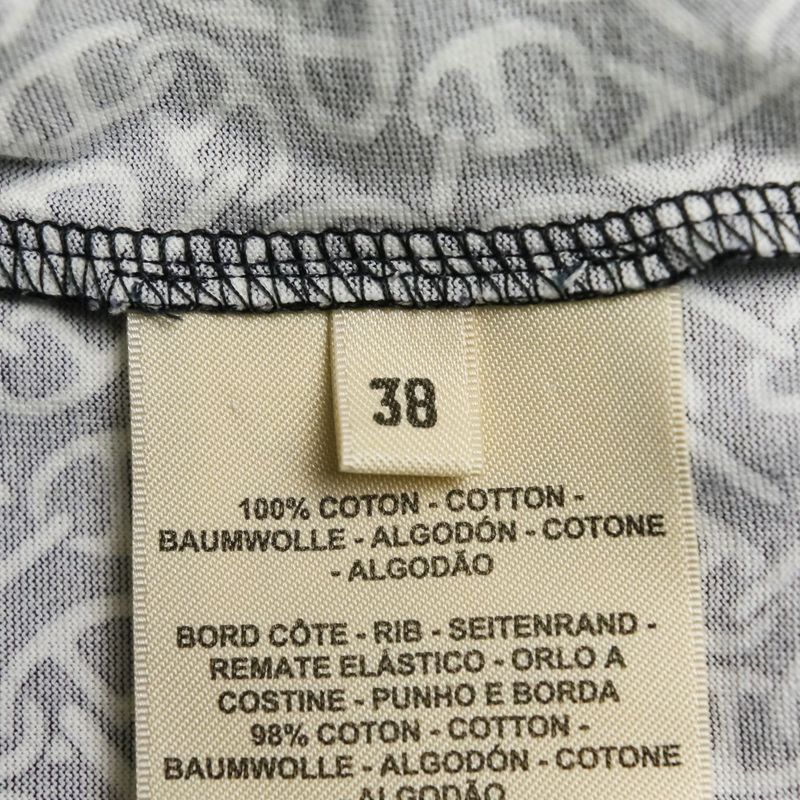 38
100% COTON - COTTON -
BAUMWOLLE - ALGODÓN - COTONE
- ALGODÃO
BORD CÔTE - RIB - SEITENRAND -
REMATE ELÁSTICO - ORLO A
COSTINE - PUNHO E BORDA
98% COTON - COTTON -
BAUMWOLLE - ALGODÓN - COTONE
- ALGODÃO